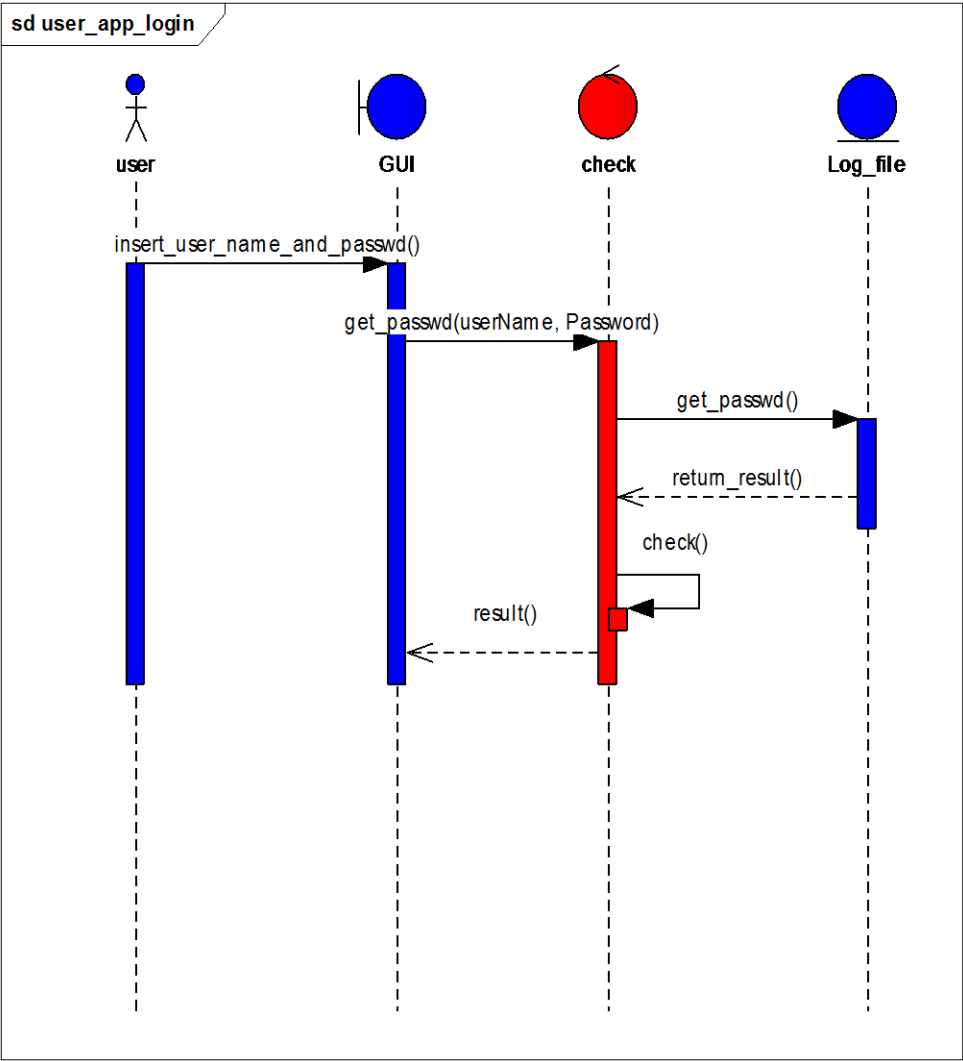 sd user_app_login
user
GUI
check
Log_file
insert_user_name_and_passwd()
get_passwd(userName, Password)
get_passwd()
return_result()
check()
result()